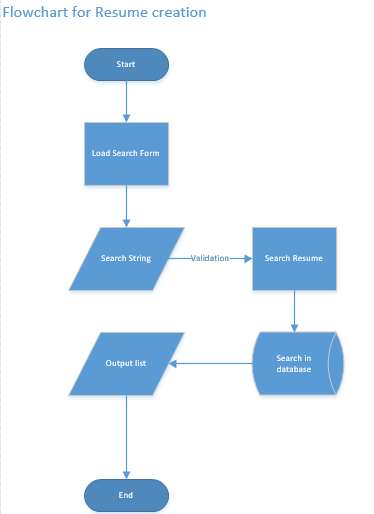 Flowchart for Resume creation
Start
Load Search Form
Search String
Validation
Search Resume
Search in
database
Output list
End